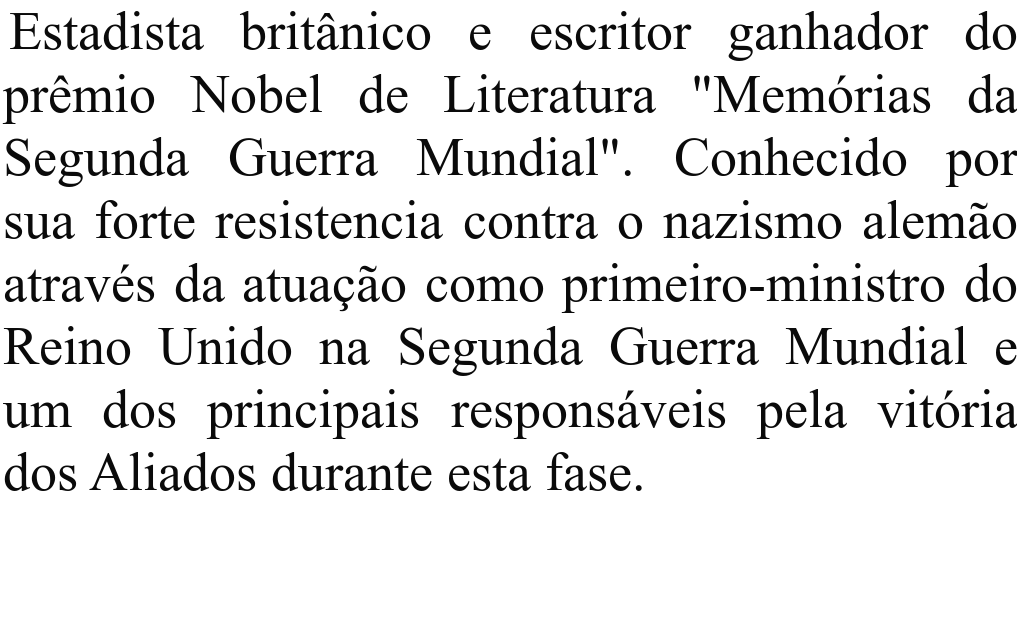 Estadista britânico e escritor ganhador do
prêmio Nobel de Literatura "Memórias da
Segunda Guerra Mundial". Conhecido por
sua forte resistencia contra o nazismo alemão
através da atuação como primeiro-ministro do
Reino Unido na Segunda Guerra Mundial e
um dos principais responsáveis pela vitória
dos Aliados durante esta fase.